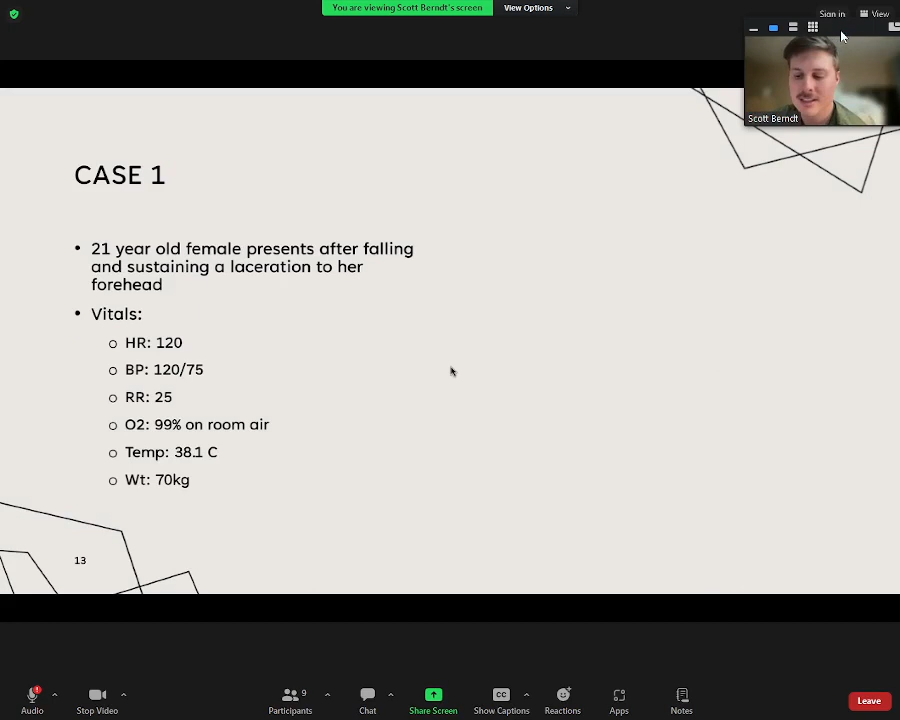 You are viewing Scott Berndt's screen
View Options
Sign in
View
Scott Berndt
CASE 1
• 21 year old female presents after falling
and sustaining a laceration to her
forehead
• Vitals:
o HR: 120
o BP: 120/75
o RR: 25
o O2: 99% on room air
o Temp: 38.1 C
o Wt: 70kg
13
Audio
Stop Video
Participants
9
Chat
Share Screen
CC
Show Captions
Reactions
Apps
Notes
Leave